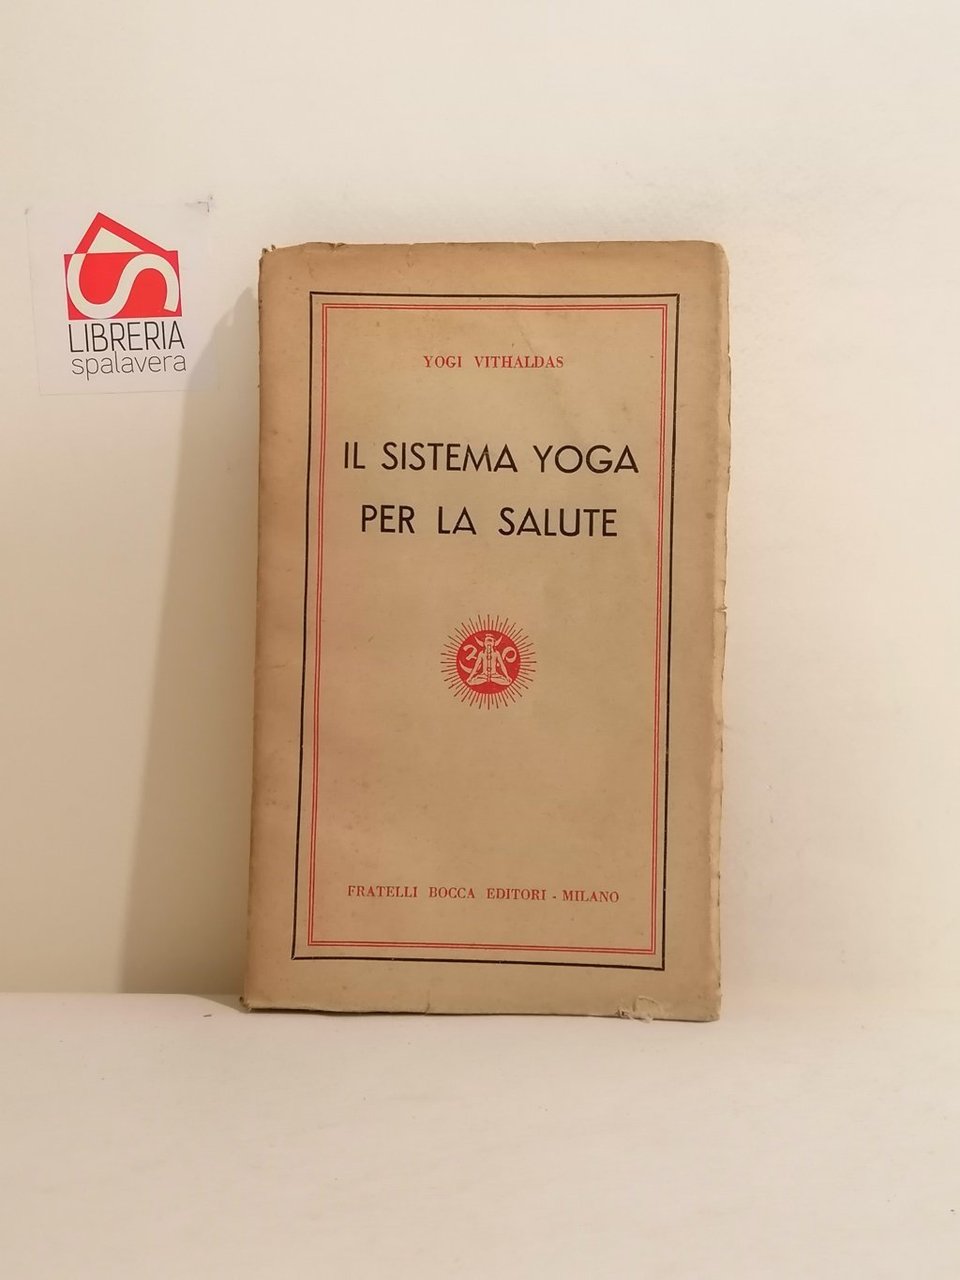 LIBRERIA
spalavera
YOGI VITHALDAS
IL SISTEMA YOGA
PER LA SALUTE
FRATELLI BOCCA EDITORI - MILANO